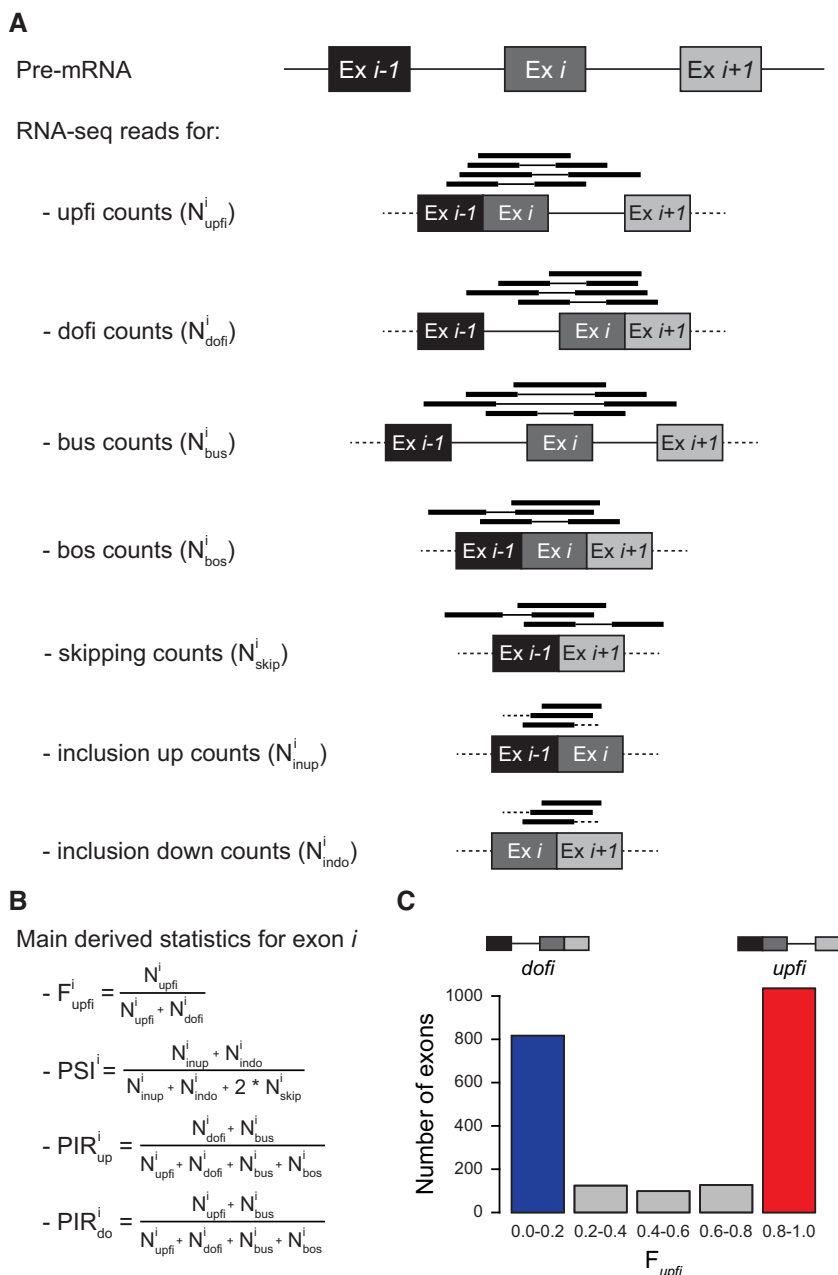 A
Pre-mRNA
Ex i-1 Ex i Ex i+1
RNA-seq reads for:
- upfi counts (N^i_upfi)
Ex i-1 Ex i Ex i+1
- dofi counts (N^i_dofi)
Ex i-1 Ex i Ex i+1
- bus counts (N^i_bus)
Ex i-1 Ex i Ex i+1
- bos counts (N^i_bos)
Ex i-1 Ex i Ex i+1
- skipping counts (N^i_skip)
Ex i-1 Ex i+1
- inclusion up counts (N^i_inup)
Ex i-1 Ex i
- inclusion down counts (N^i_indo)
Ex i Ex i+1
B
Main derived statistics for exon i
- F^i_upfi = N^i_upfi / (N^i_upfi + N^i_dofi)
- PSI^i = (N^i_inup + N^i_indo) / (N^i_inup + N^i_indo + 2 * N^i_skip)
- PIR^i_up = (N^i_dofi + N^i_bus) / (N^i_upfi + N^i_dofi + N^i_bus + N^i_bos)
- PIR^i_do = (N^i_upfi + N^i_bus) / (N^i_upfi + N^i_dofi + N^i_bus + N^i_bos)
C
dofi upfi
Number of exons
1000
800
600
400
200
0
0.0-0.2 0.2-0.4 0.4-0.6 0.6-0.8 0.8-1.0
F_upfi